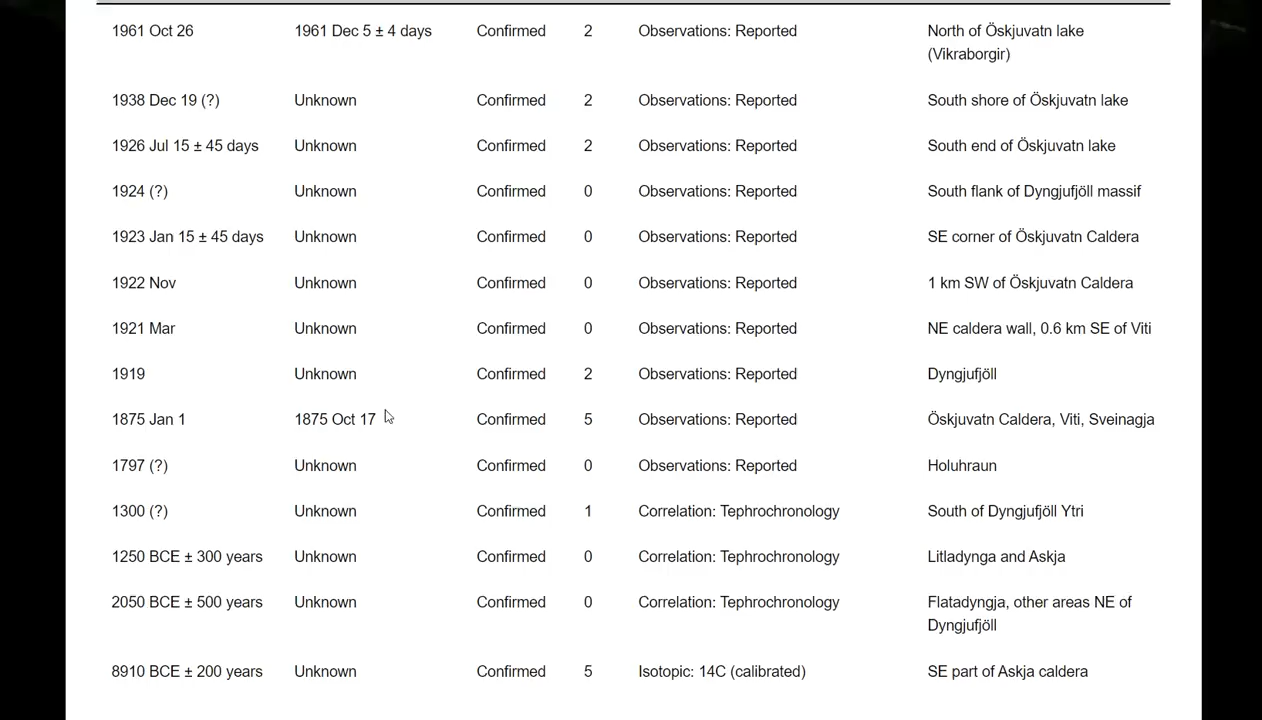 1961 Oct 26 1961 Dec 5 ± 4 days Confirmed 2 Observations: Reported North of Öskjuvatn lake
(Vikraborgir)
1938 Dec 19 (?) Unknown Confirmed 2 Observations: Reported South shore of Öskjuvatn lake
1926 Jul 15 ± 45 days Unknown Confirmed 2 Observations: Reported South end of Öskjuvatn lake
1924 (?) Unknown Confirmed 0 Observations: Reported South flank of Dyngjufjöll massif
1923 Jan 15 ± 45 days Unknown Confirmed 0 Observations: Reported SE corner of Öskjuvatn Caldera
1922 Nov Unknown Confirmed 0 Observations: Reported 1 km SW of Öskjuvatn Caldera
1921 Mar Unknown Confirmed 0 Observations: Reported NE caldera wall, 0.6 km SE of Viti
1919 Unknown Confirmed 2 Observations: Reported Dyngjufjöll
1875 Jan 1 1875 Oct 17 Confirmed 5 Observations: Reported Öskjuvatn Caldera, Viti, Sveinagja
1797 (?) Unknown Confirmed 0 Observations: Reported Holuhraun
1300 (?) Unknown Confirmed 1 Correlation: Tephrochronology South of Dyngjufjöll Ytri
1250 BCE ± 300 years Unknown Confirmed 0 Correlation: Tephrochronology Litladynga and Askja
2050 BCE ± 500 years Unknown Confirmed 0 Correlation: Tephrochronology Flatadyngja, other areas NE of
Dyngjufjöll
8910 BCE ± 200 years Unknown Confirmed 5 Isotopic: 14C (calibrated) SE part of Askja caldera